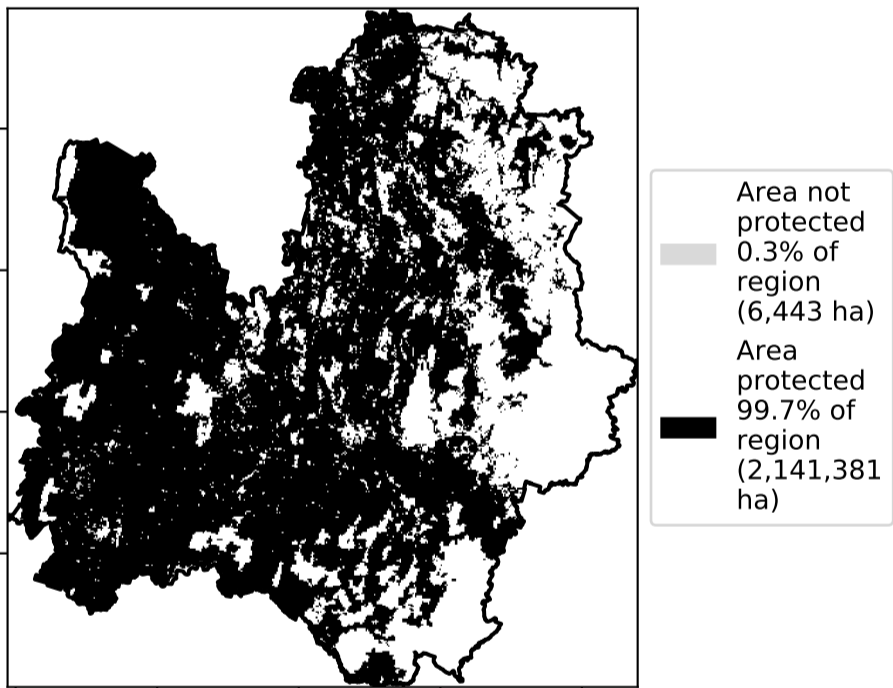 Area not
protected
0.3% of
region
(6,443 ha)
Area
protected
99.7% of
region
(2,141,381
ha)